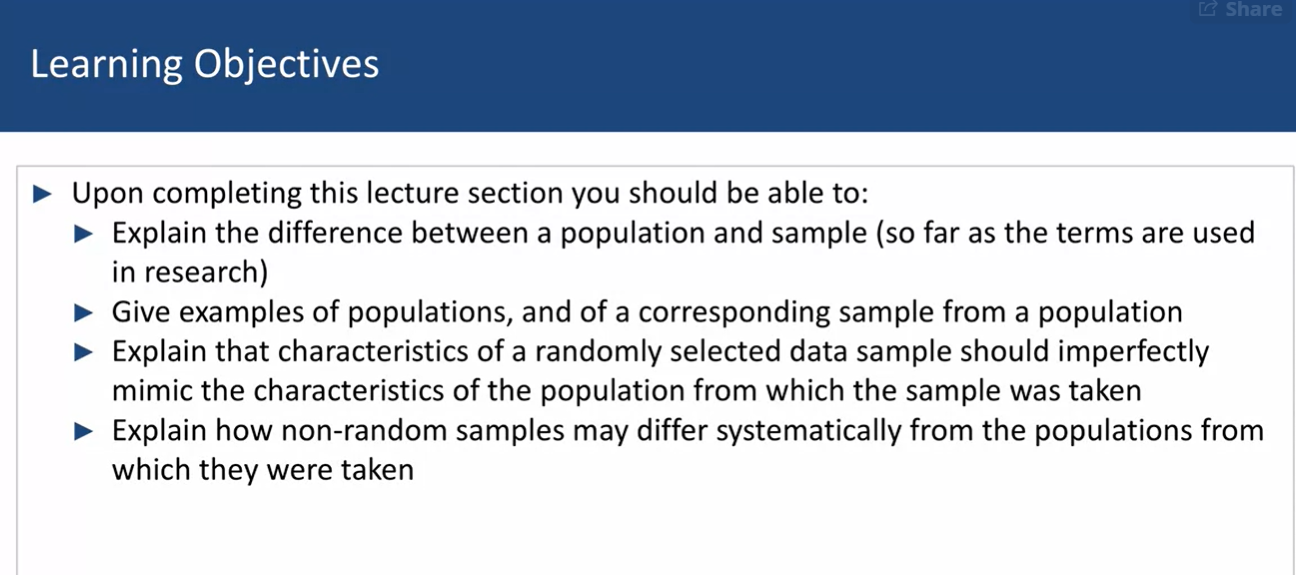 Share
Learning Objectives
► Upon completing this lecture section you should be able to:
► Explain the difference between a population and sample (so far as the terms are used
in research)
► Give examples of populations, and of a corresponding sample from a population
► Explain that characteristics of a randomly selected data sample should imperfectly
mimic the characteristics of the population from which the sample was taken
► Explain how non-random samples may differ systematically from the populations from
which they were taken